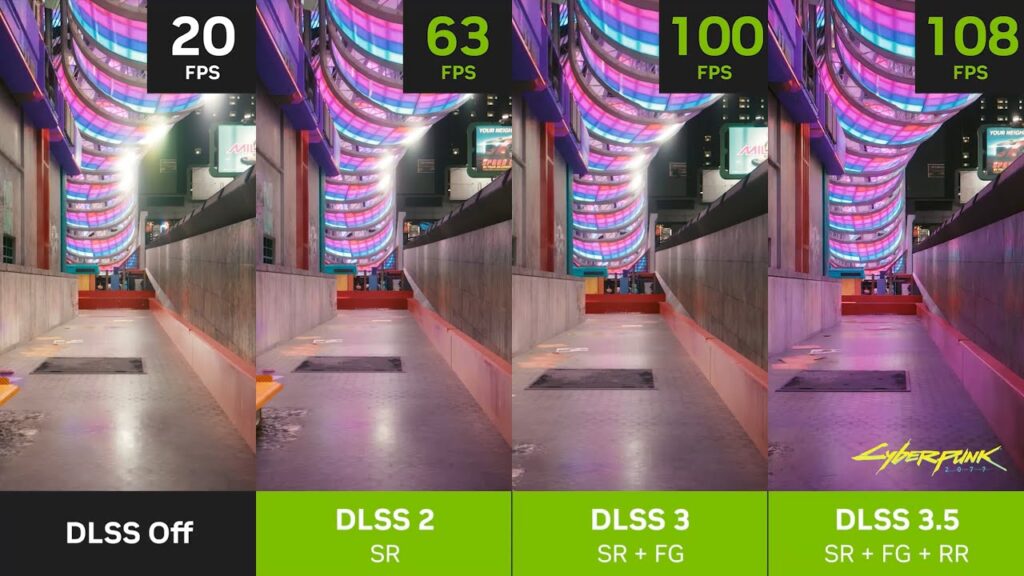 20
FPS
63
FPS
100
FPS
108
FPS
YOUR
MIL
CYBERPUNK
2077
DLSS Off
DLSS 2
SR
DLSS 3
SR + FG
DLSS 3.5
SR + FG + RR